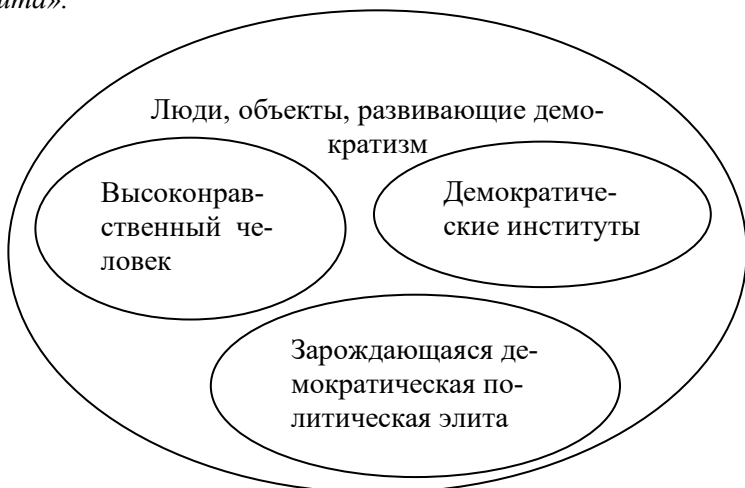 Люди, объекты, развивающие демо-
кратизм
Высоконрав-
ственный че-
ловек
Демократиче-
ские институты
Зарождающаяся де-
мократическая по-
литическая элита